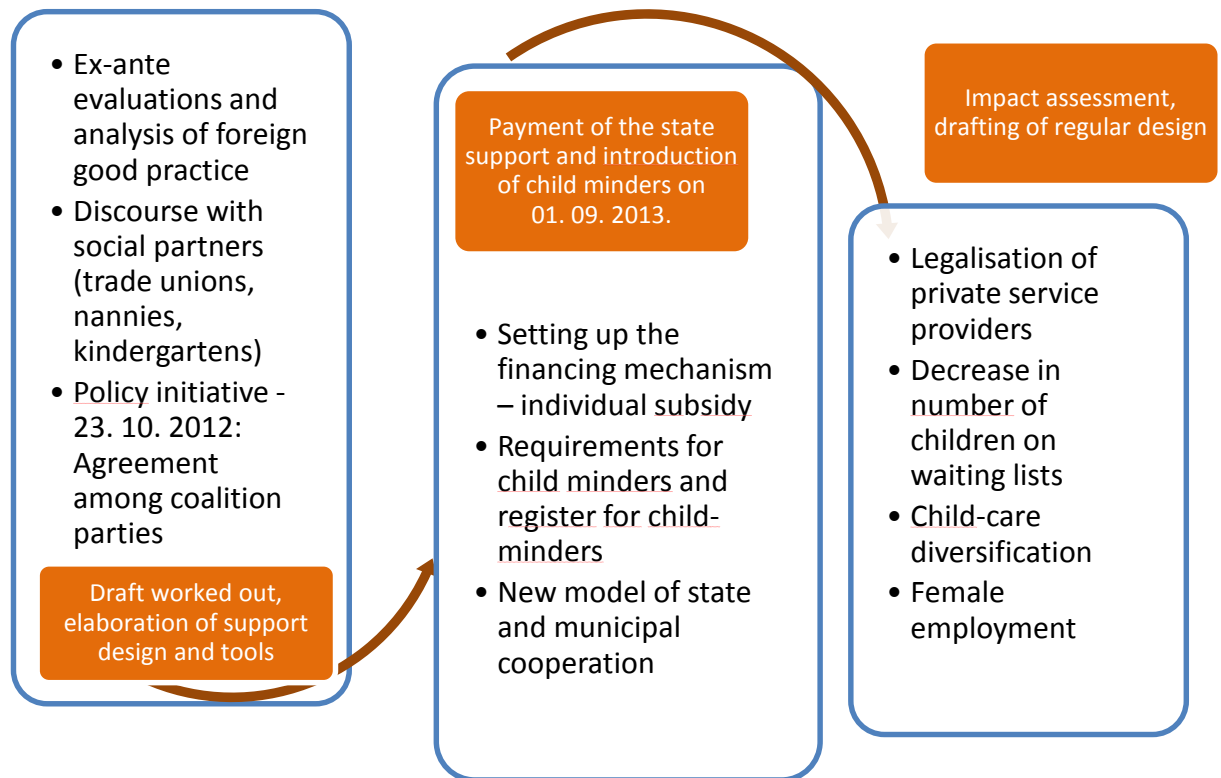 • Ex-ante
evaluations and
analysis of foreign
good practice
• Discourse with
social partners
(trade unions,
nannies,
kindergartens)
• Policy initiative -
23. 10. 2012:
Agreement
among coalition
parties
Draft worked out,
elaboration of support
design and tools
Payment of the state
support and introduction
of child minders on
01. 09. 2013.
• Setting up the
financing mechanism
– individual subsidy
• Requirements for
child minders and
register for child-
minders
• New model of state
and municipal
cooperation
Impact assessment,
drafting of regular design
• Legalisation of
private service
providers
• Decrease in
number of
children on
waiting lists
• Child-care
diversification
• Female
employment